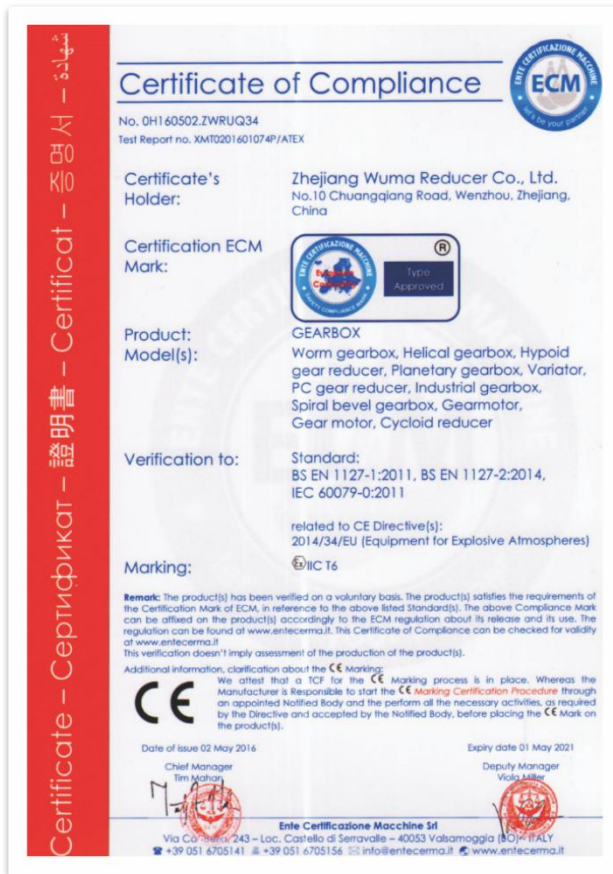 Certificate – Сертификат – 證明書 – Certificat – 증명서 – شهادة
Certificate of Compliance
ENTE CERTIFICAZIONE MACCHINE
ECM
let's be your partner
No. 0H160502.ZWRUQ34
Test Report no. XMT0201601074P/ATEX
Certificate's
Holder:
Zhejiang Wuma Reducer Co., Ltd.
No.10 Chuangqiang Road, Wenzhou, Zhejiang,
China
Certification ECM
Mark:
ENTE CERTIFICAZIONE MACCHINE
SAFETY COMPLIANCE MARK
®
Type
Approved
Product:
GEARBOX
Model(s):
Worm gearbox, Helical gearbox, Hypoid
gear reducer, Planetary gearbox, Variator,
PC gear reducer, Industrial gearbox,
Spiral bevel gearbox, Gearmotor,
Gear motor, Cycloid reducer
Verification to:
Standard:
BS EN 1127-1:2011, BS EN 1127-2:2014,
IEC 60079-0:2011
related to CE Directive(s):
2014/34/EU (Equipment for Explosive Atmospheres)
Marking:
Ex IIC T6
Remark: The product(s) has been verified on a voluntary basis. The product(s) satisfies the requirements of
the Certification Mark of ECM, in reference to the above listed Standard(s). The above Compliance Mark
can be affixed on the product(s) accordingly to the ECM regulation about its release and its use. The
regulation can be found at www.entecerma.it. This Certificate of Compliance can be checked for validity
at www.entecerma.it
This verification doesn't imply assessment of the production of the product(s).
Additional information, clarification about the CE Marking:
CE
We attest that a TCF for the CE Marking process is in place. Whereas the
Manufacturer is Responsible to start the CE Marking Certification Procedure through
an appointed Notified Body and the perform all the necessary activities, as required
by the Directive and accepted by the Notified Body, before placing the CE Mark on
the product(s).
Date of issue 02 May 2016
Expiry date 01 May 2021
Chief Manager
Tim Mahan
Deputy Manager
Viola Miller
Ente Certificazione Macchine Srl
Via 243 – Loc. Castello di Serravalle – 40053 Valsamoggia (BO) – ITALY
+39 051 6705141 +39 051 6705156 info@entecerma.it www.entecerma.it